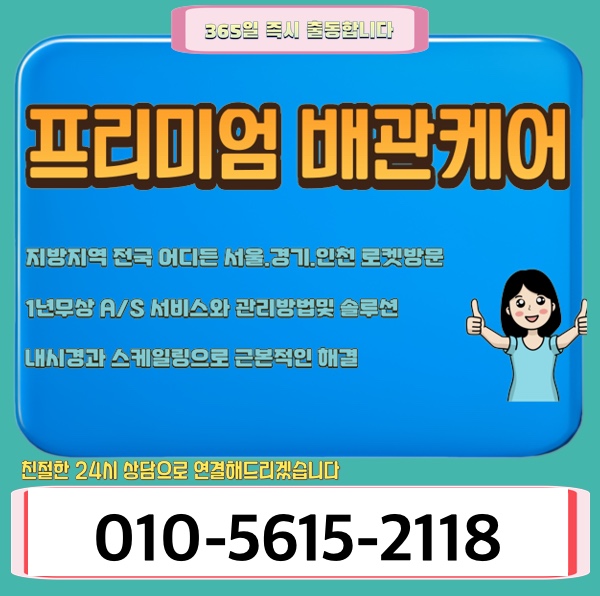 365일 즉시 출동합니다
프리미엄 배관케어
지방지역 전국 어디든 서울.경기.인천 로켓방문
1년무상 A/S 서비스와 관리방법및 솔루션
내시경과 스케일링으로 근본적인 해결
친절한 24시 상담으로 연결해드리겠습니다
010-5615-2118